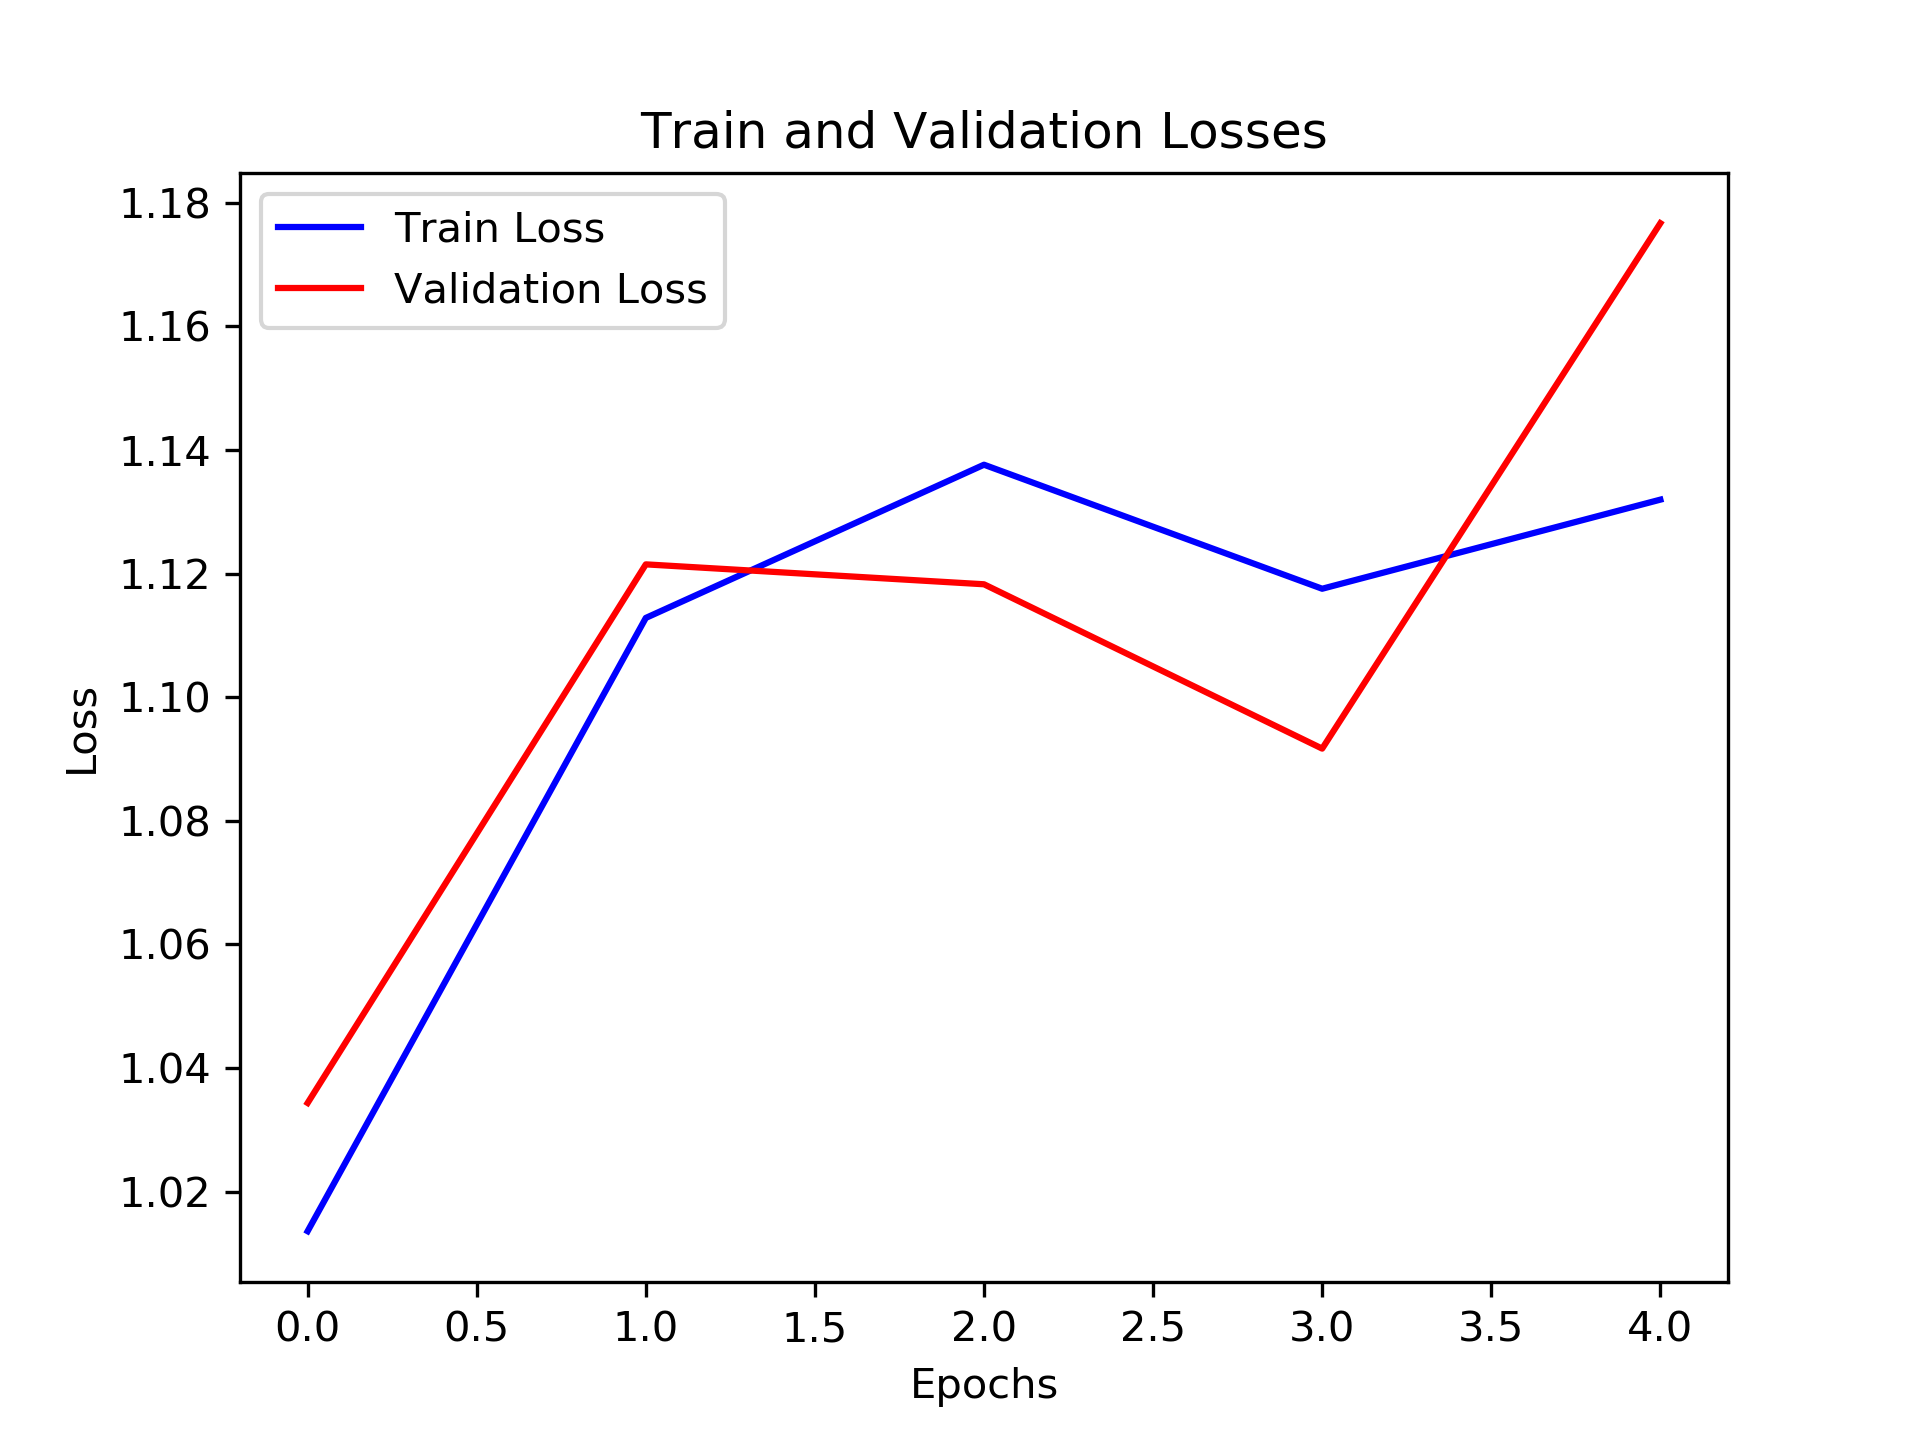 Train and Validation Losses
Train Loss
Validation Loss
1.18
1.16
1.14
1.12
1.10
1.08
1.06
1.04
1.02
Loss
0.0 0.5 1.0 1.5 2.0 2.5 3.0 3.5 4.0
Epochs